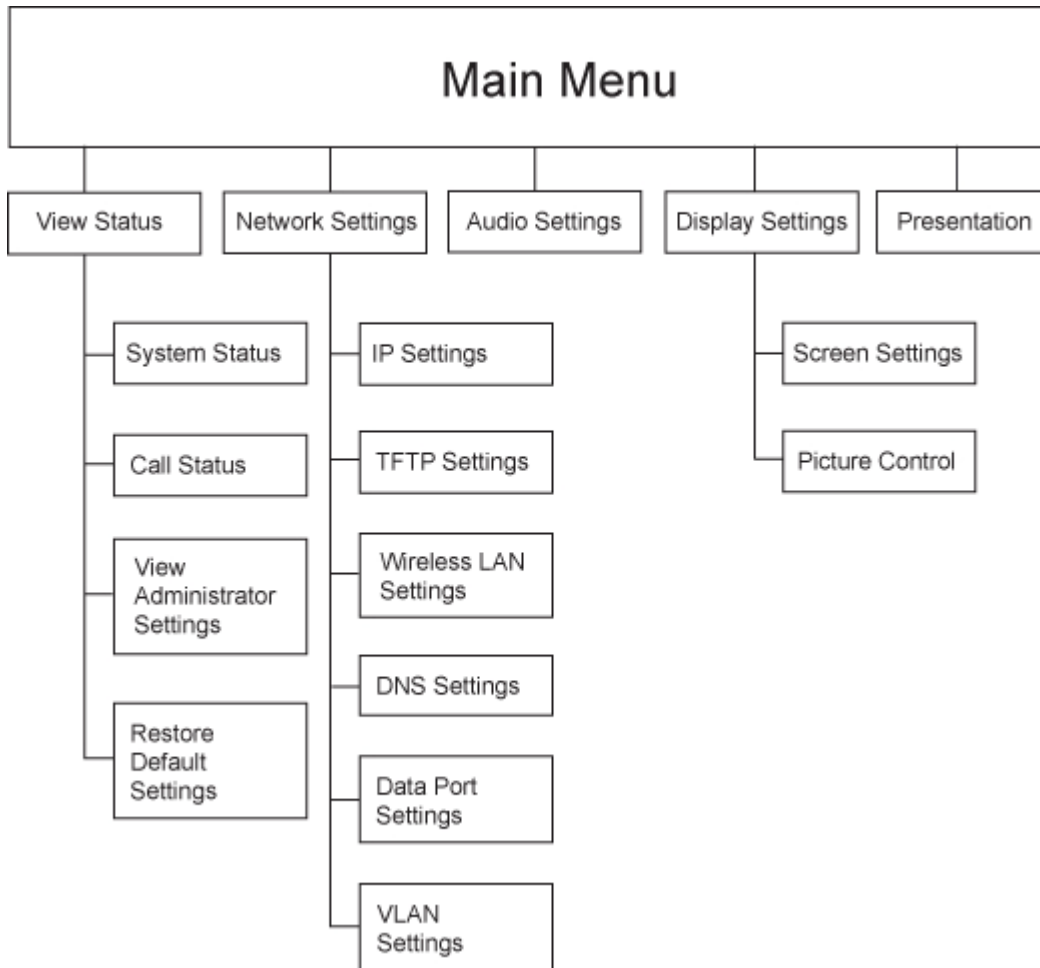 Main Menu
View Status
Network Settings
Audio Settings
Display Settings
Presentation
System Status
Call Status
View
Administrator
Settings
Restore
Default
Settings
IP Settings
TFTP Settings
Wireless LAN
Settings
DNS Settings
Data Port
Settings
VLAN
Settings
Screen Settings
Picture Control